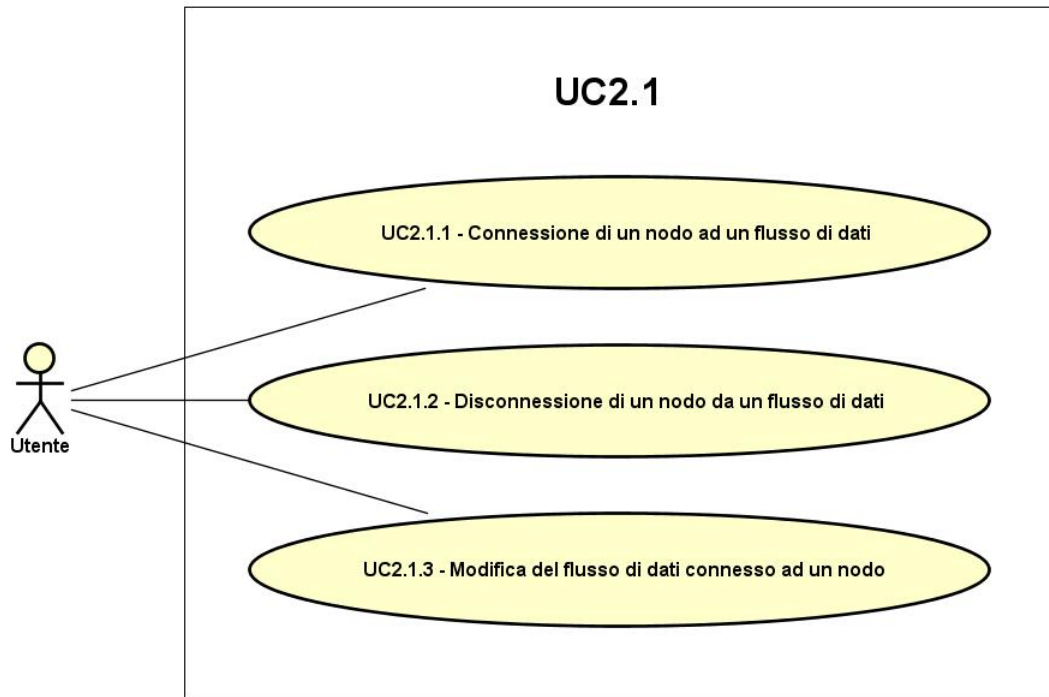 UC2.1
UC2.1.1 - Connessione di un nodo ad un flusso di dati
UC2.1.2 - Disconnessione di un nodo da un flusso di dati
Utente
UC2.1.3 - Modifica del flusso di dati connesso ad un nodo